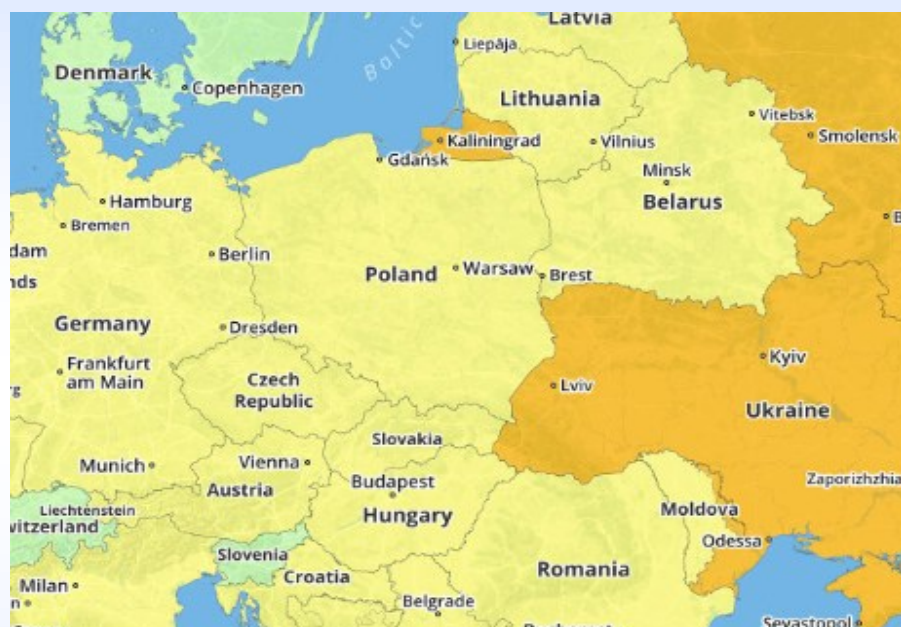 Latvia
Baltic
Liepāja
Denmark
Copenhagen
Lithuania
Vitebsk
Kaliningrad
Vilnius
Smolensk
Gdańsk
Minsk
Hamburg
Belarus
Bremen
dam
Berlin
Poland
Warsaw
Brest
nds
Germany
Dresden
Kyiv
Frankfurt
am Main
Czech
Republic
Lviv
Ukraine
Slovakia
Munich
Vienna
Budapest
Zaporizhzhia
Austria
Liechtenstein
witzerland
Hungary
Moldova
Odessa
Slovenia
Croatia
Romania
Milan
Belgrade
Sevastopol